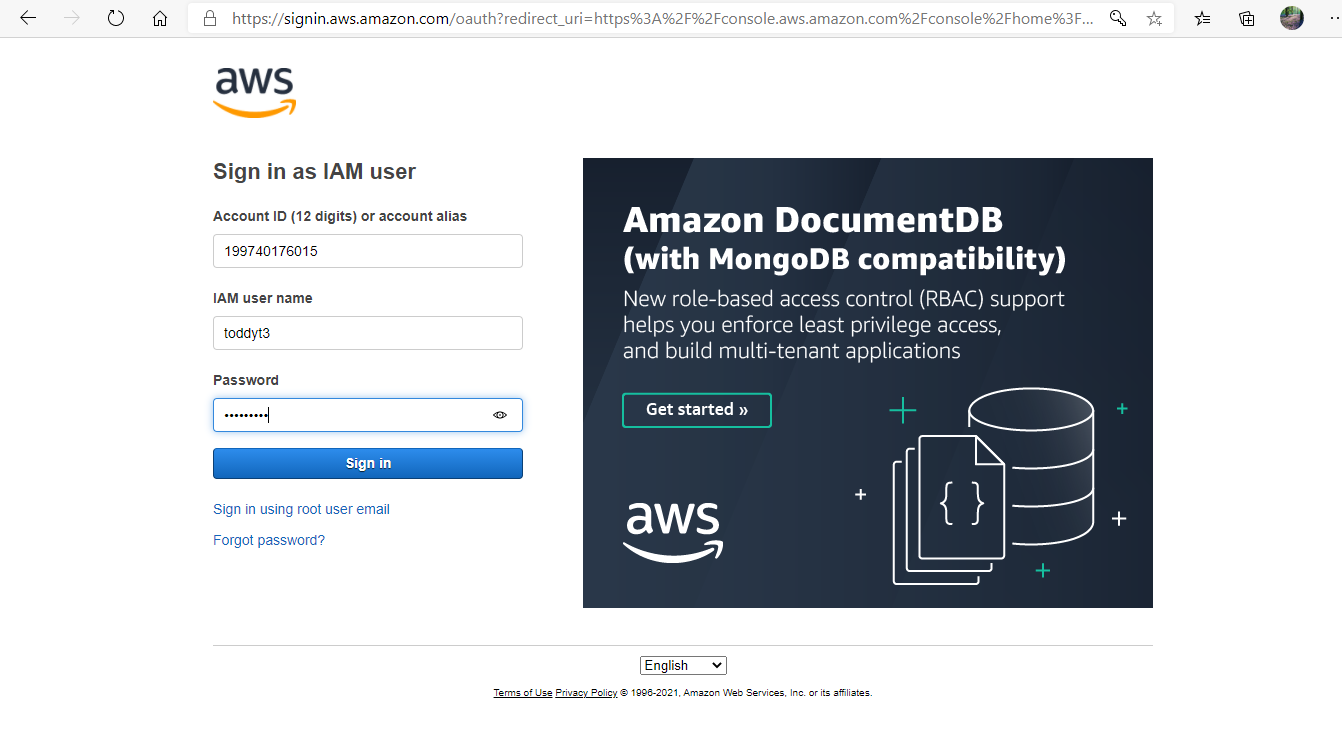 https://signin.aws.amazon.com/oauth?redirect_uri=https%3A%2F%2Fconsole.aws.amazon.com%2Fconsole%2Fhome%3F...
aws
Sign in as IAM user
Account ID (12 digits) or account alias
199740176015
IAM user name
toddyt3
Password
•••••••••
Sign in
Sign in using root user email
Forgot password?
Amazon DocumentDB
(with MongoDB compatibility)
New role-based access control (RBAC) support
helps you enforce least privilege access,
and build multi-tenant applications
Get started »
{ }
aws
English
Terms of Use Privacy Policy © 1996-2021, Amazon Web Services, Inc. or its affiliates.